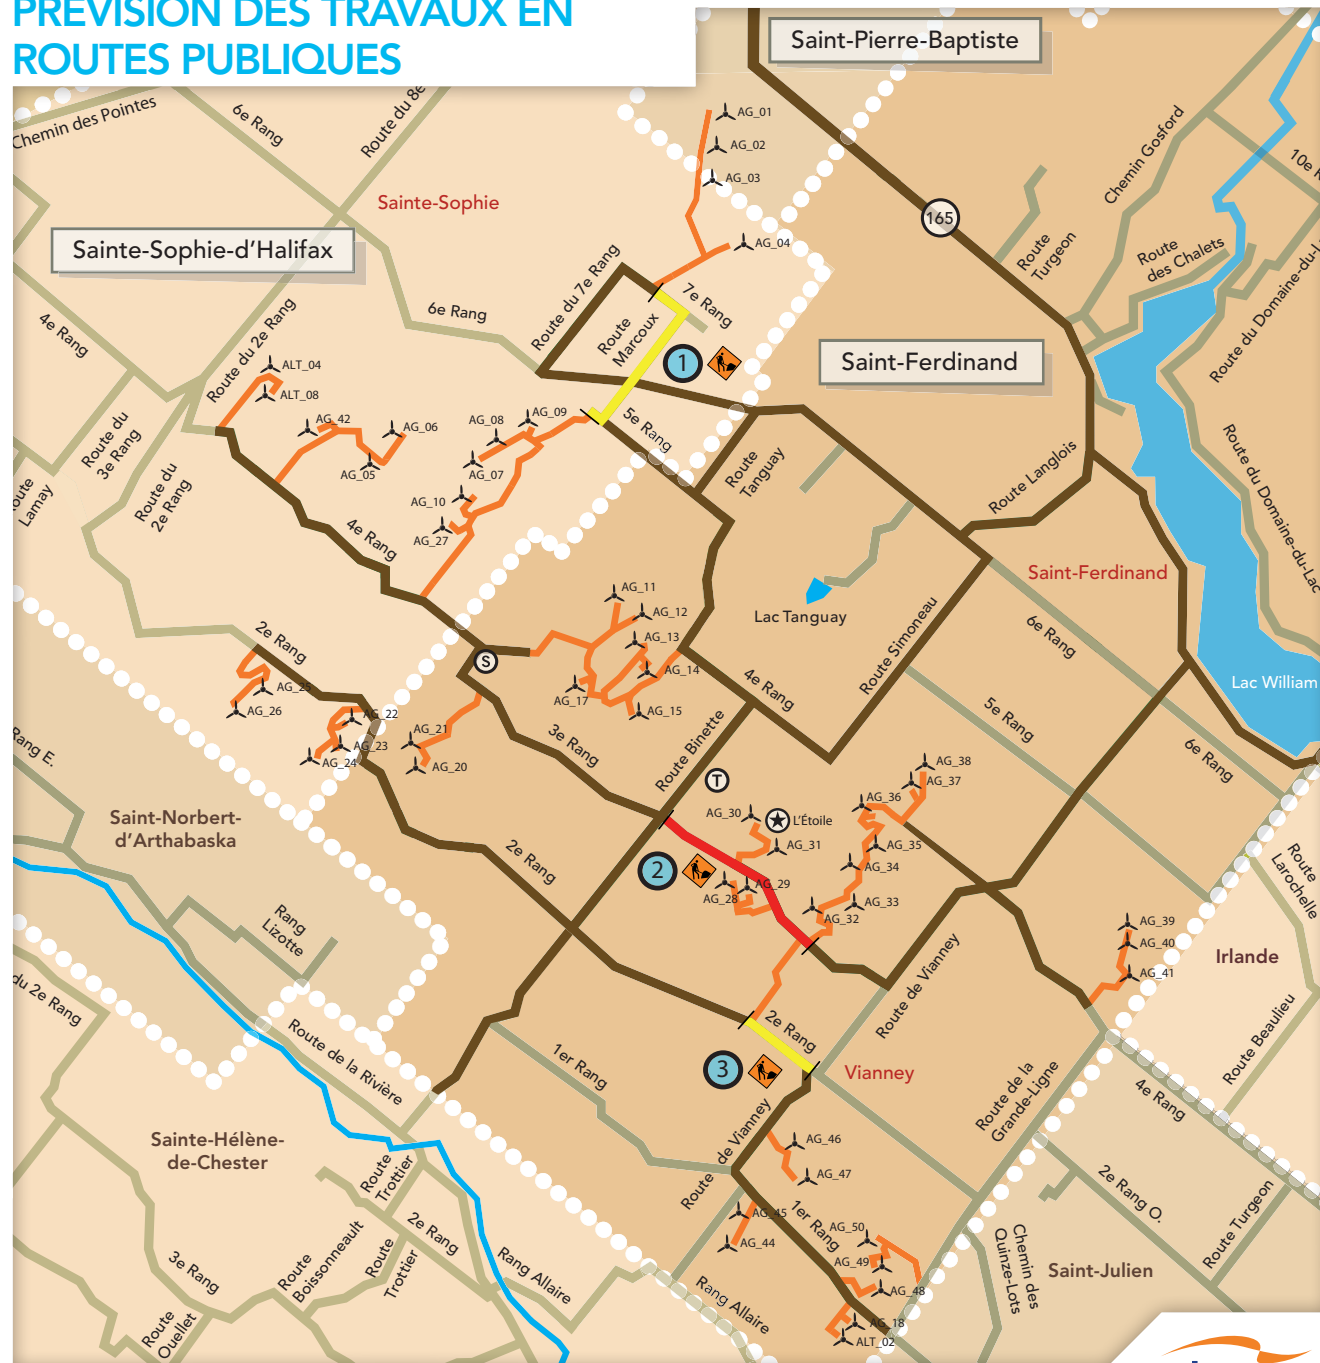 PRÉVISION DES TRAVAUX EN
ROUTES PUBLIQUES
Saint-Pierre-Baptiste
Chemin des Pointes
6e Rang
Route du 8e
AG_01
AG_02
AG_03
Chemin Gosford
10e R
Sainte-Sophie
165
Sainte-Sophie-d'Halifax
AG_04
Route
Turgeon
Route
des Chalets
Route du Domaine-du-L
Route du 7e Rang
7e Rang
4e Rang
Route du 2e Rang
6e Rang
Route
Marcoux
1
Saint-Ferdinand
ALT_04
ALT_08
AG_42
AG_06
AG_05
AG_08
AG_09
AG_07
5e Rang
Route du
3e Rang
Route du
2e Rang
Lamay
AG_10
AG_27
4e Rang
Route
Tanguay
Route Langlois
Route du Domaine-du-Lac
Saint-Ferdinand
AG_11
AG_12
AG_13
AG_14
AG_17
AG_15
Lac Tanguay
Route Simoneau
6e Rang
2e Rang
S
AG_25
AG_26
AG_22
AG_23
AG_24
AG_21
AG_20
3e Rang
4e Rang
Route Binette
5e Rang
6e Rang
Lac William
Rang E.
T
AG_38
AG_37
AG_36
AG_30
L'Étoile
AG_31
AG_35
AG_34
Saint-Norbert-
d'Arthabaska
2e Rang
2
AG_29
AG_28
AG_33
AG_32
Route
Larochelle
Rang
Lizotte
AG_39
AG_40
AG_41
Irlande
du 2e Rang
Route de Vianney
Route de la Rivière
2e Rang
3
Vianney
1er Rang
Route Beaulieu
Route de la
Grande-Ligne
4e Rang
Sainte-Hélène-
de-Chester
Route
Trottier
Route de Vianney
AG_46
AG_47
2e Rang O.
AG_45
AG_44
1er Rang
AG_50
AG_49
AG_48
AG_18
ALT_02
2e Rang
Route
Boissonneault
Route
Trottier
3e Rang
Rang Allaire
Rang Allaire
Route
Ouellet
Chemin des
Quinze-Lots
Saint-Julien
Route Turgeon